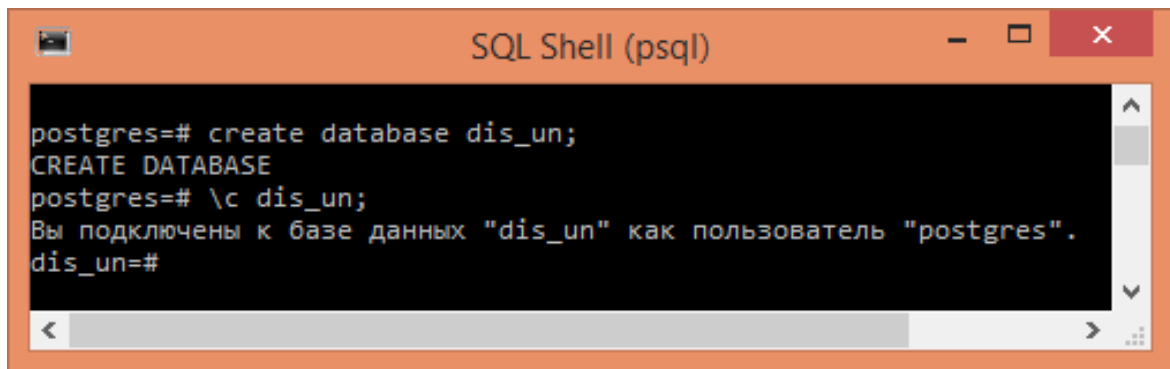 SQL Shell (psql)
postgres=# create database dis_un;
CREATE DATABASE
postgres=# \c dis_un;
Вы подключены к базе данных "dis_un" как пользователь "postgres".
dis_un=#